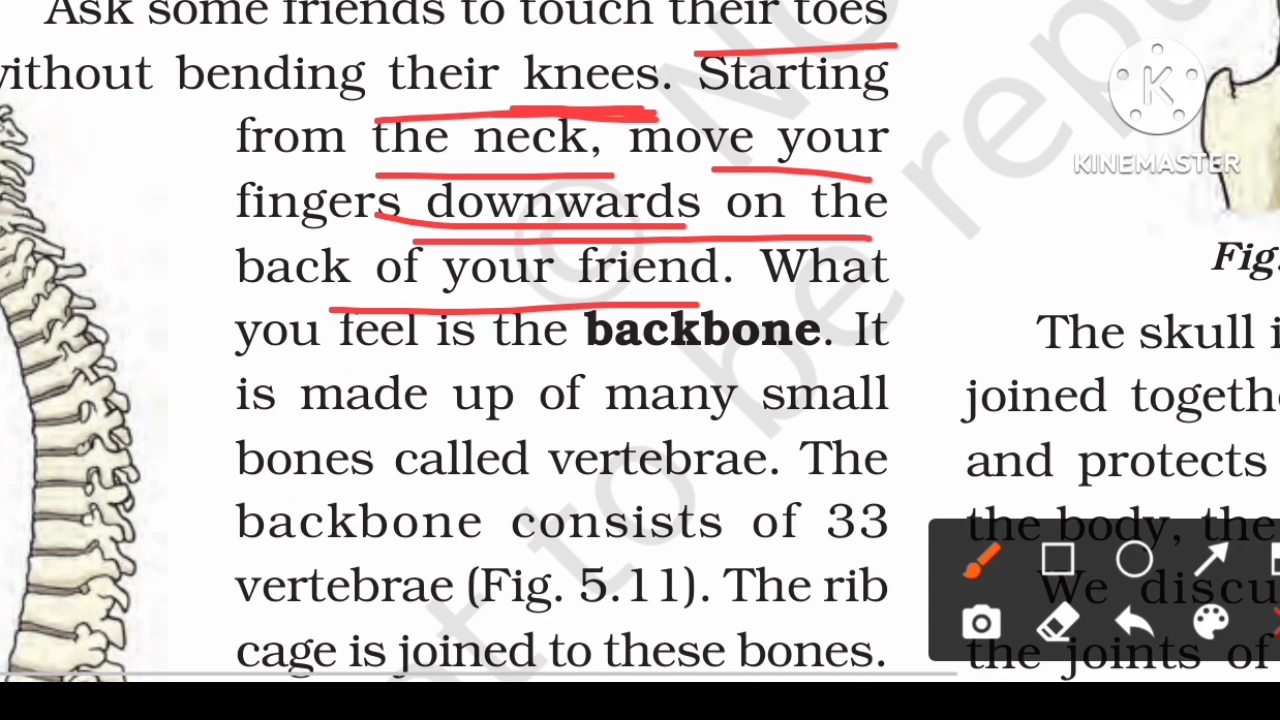 Ask some friends to touch their toes
without bending their knees. Starting
from the neck, move your
fingers downwards on the
back of your friend. What
you feel is the backbone. It
is made up of many small
bones called vertebrae. The
backbone consists of 33
vertebrae (Fig. 5.11). The rib
cage is joined to these bones.
KINEMASTER
Fig.
The skull
joined
and protects
the body, the
We
the joints of
© 
to be